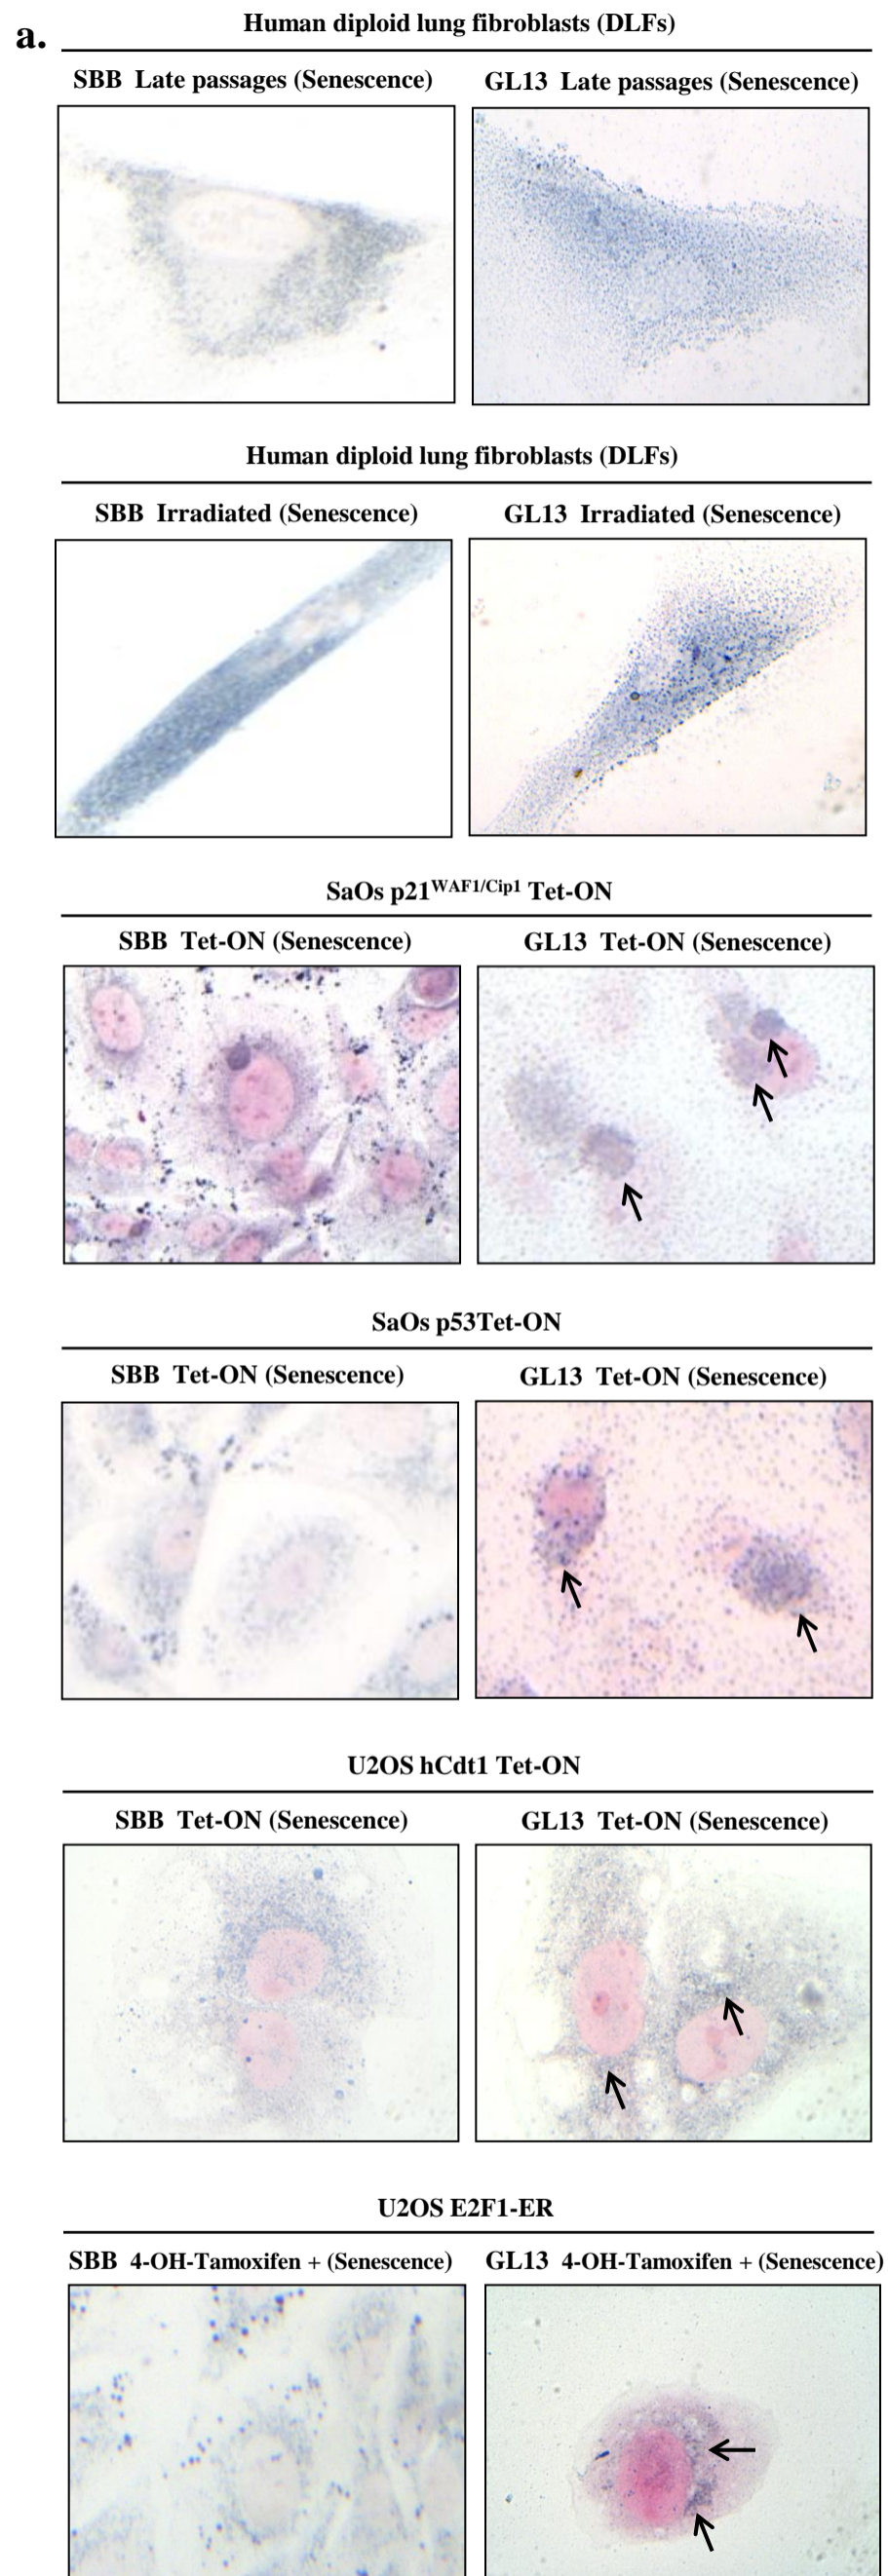 a.
Human diploid lung fibroblasts (DLFs)
SBB Late passages (Senescence)
GL13 Late passages (Senescence)
Human diploid lung fibroblasts (DLFs)
SBB Irradiated (Senescence)
GL13 Irradiated (Senescence)
SaOs p21WAF1/Cip1 Tet-ON
SBB Tet-ON (Senescence)
GL13 Tet-ON (Senescence)
SaOs p53Tet-ON
SBB Tet-ON (Senescence)
GL13 Tet-ON (Senescence)
U2OS hCdt1 Tet-ON
SBB Tet-ON (Senescence)
GL13 Tet-ON (Senescence)
U2OS E2F1-ER
SBB 4-OH-Tamoxifen + (Senescence)
GL13 4-OH-Tamoxifen + (Senescence)